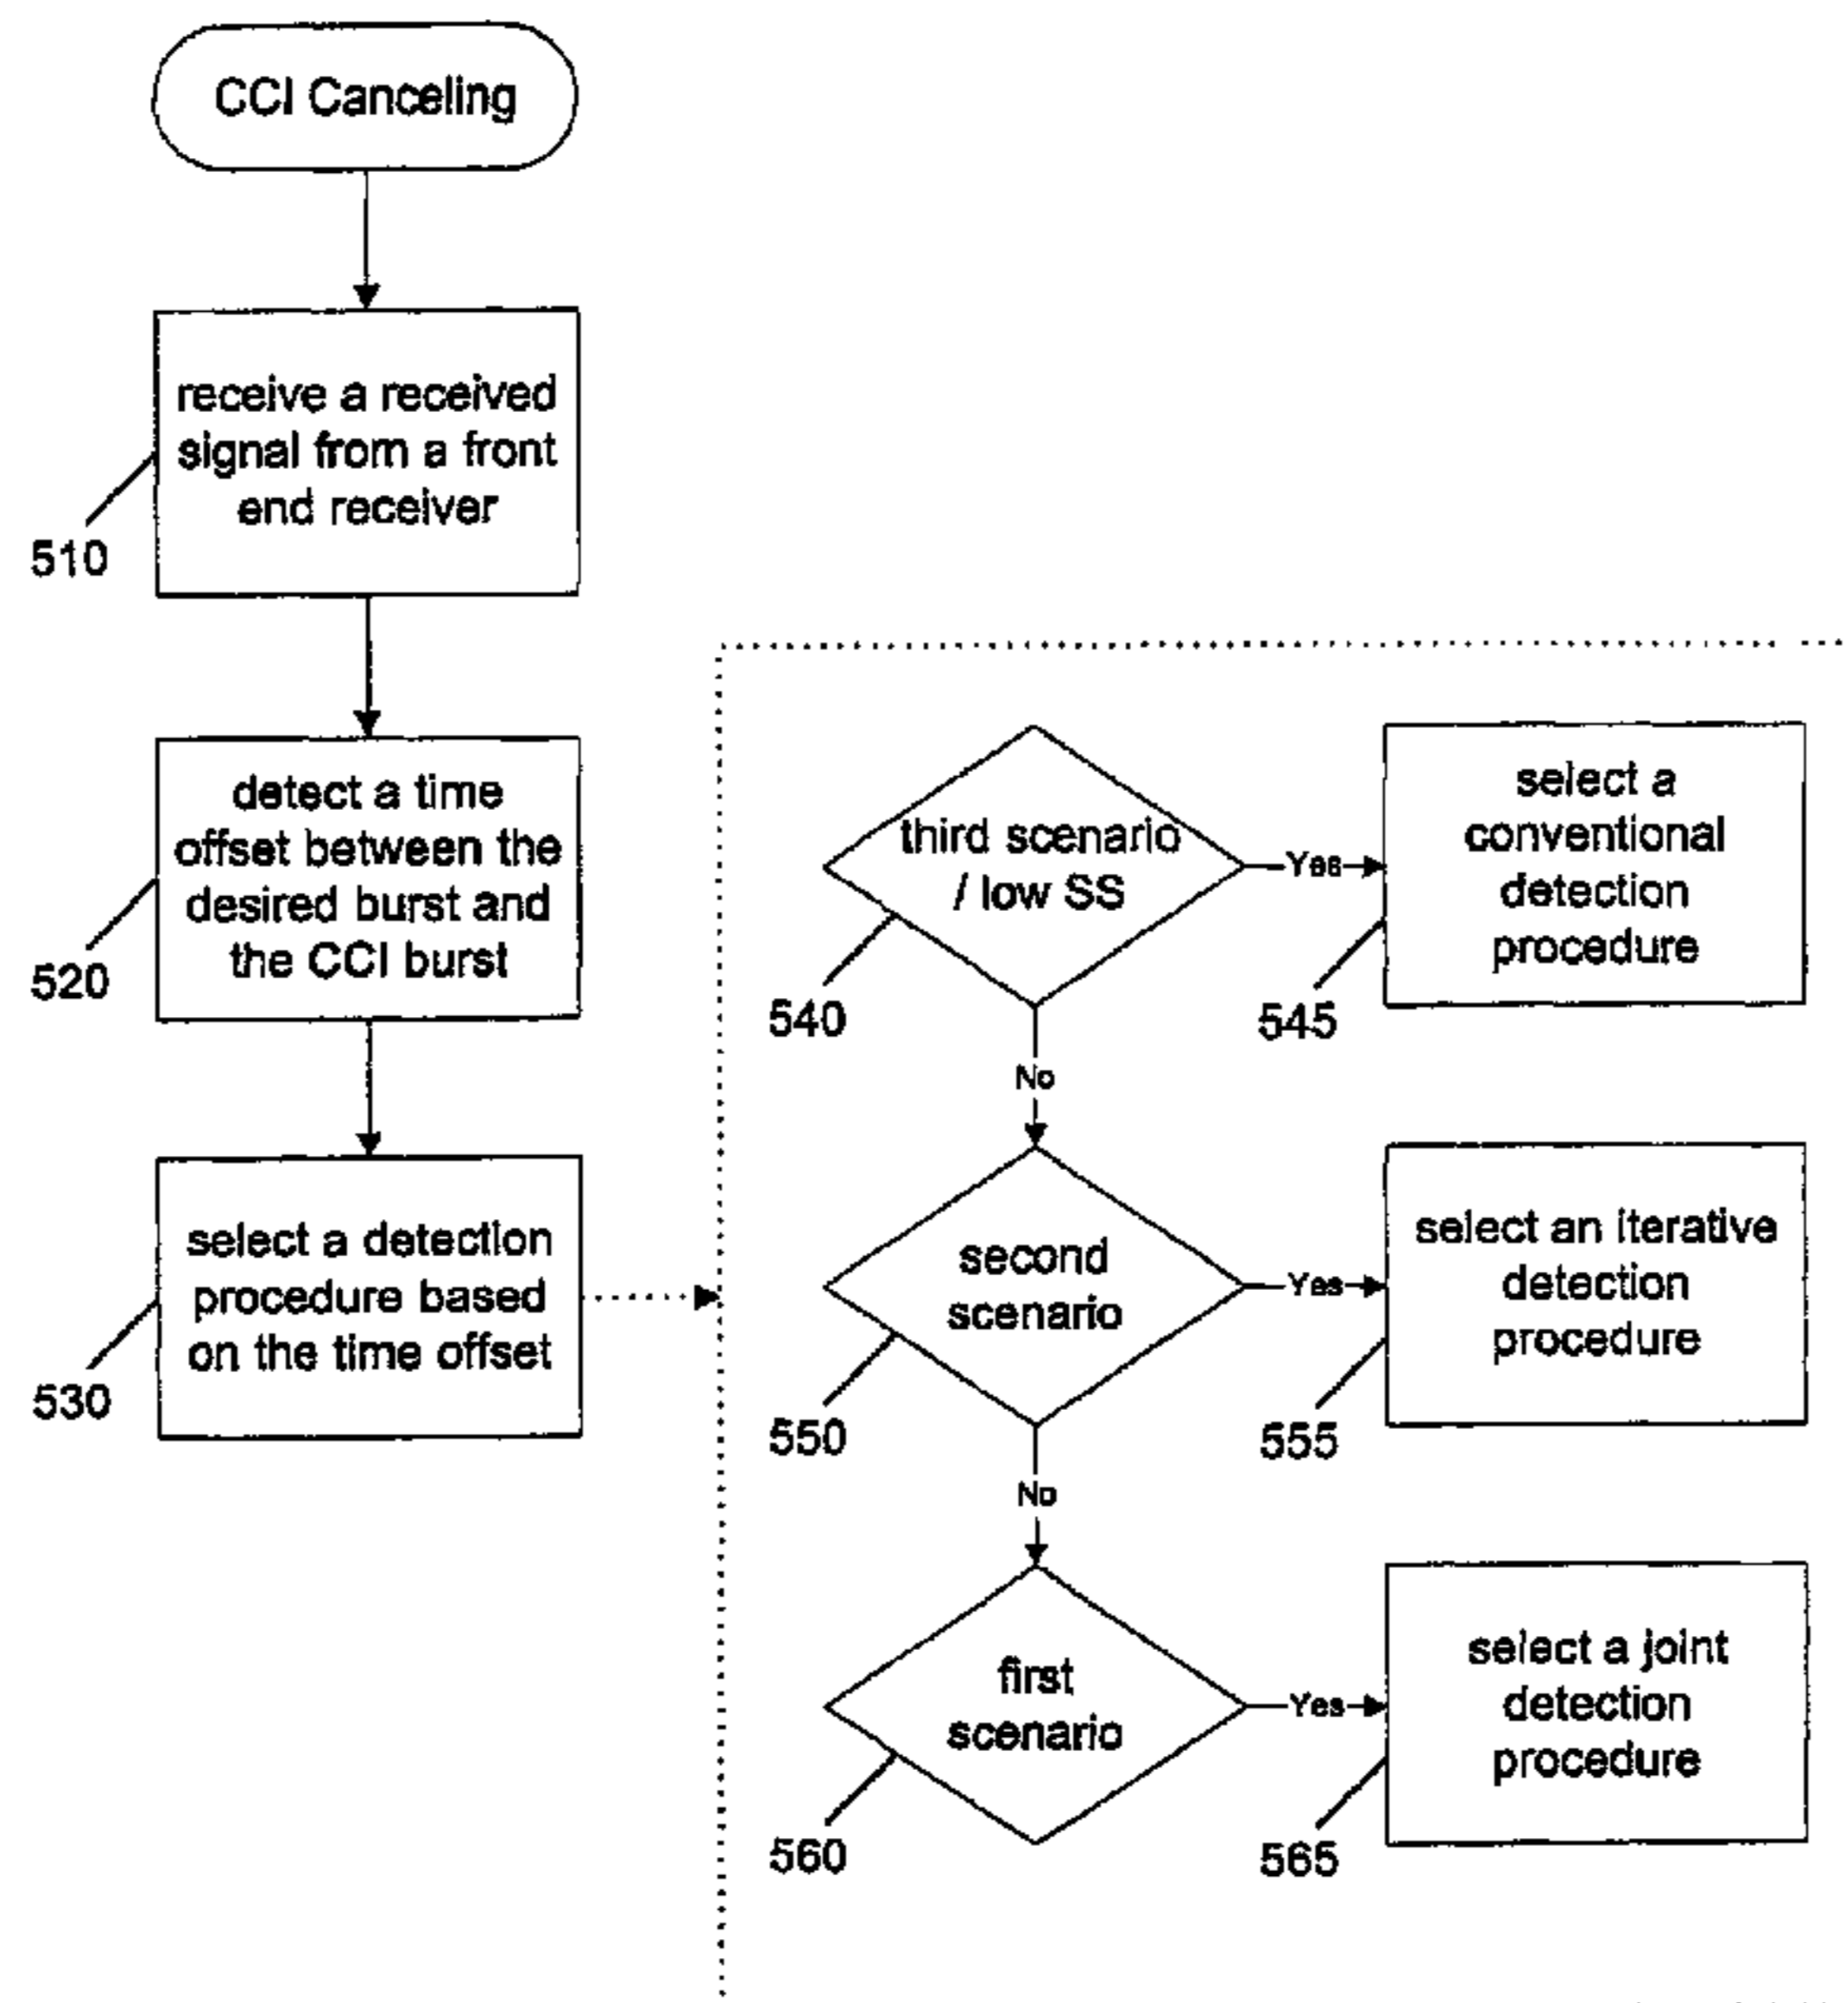 CCI Canceling
receive a received
signal from a front
end receiver
510
detect a time
offset between the
desired burst and
the CCI burst
520
select a detection
procedure based
on the time offset
530
third scenario
/ low SS
540
Yes
select a
conventional
detection
procedure
545
No
second
scenario
550
Yes
select an iterative
detection
procedure
555
No
first
scenario
560
Yes
select a joint
detection
procedure
565